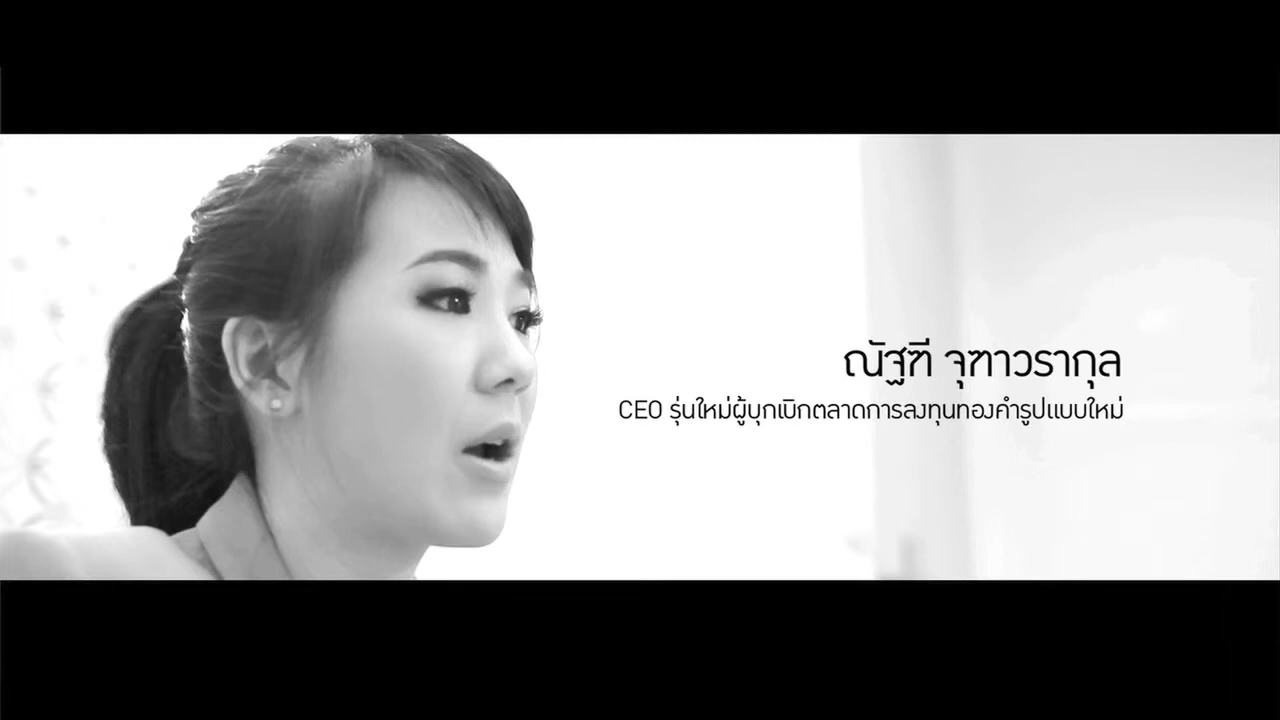 ณัฐฑี จุฑาวรากุล
CEO รุ่นใหม่ผู้บุกเบิกตลาดการลงทุนทองคำรูปแบบใหม่